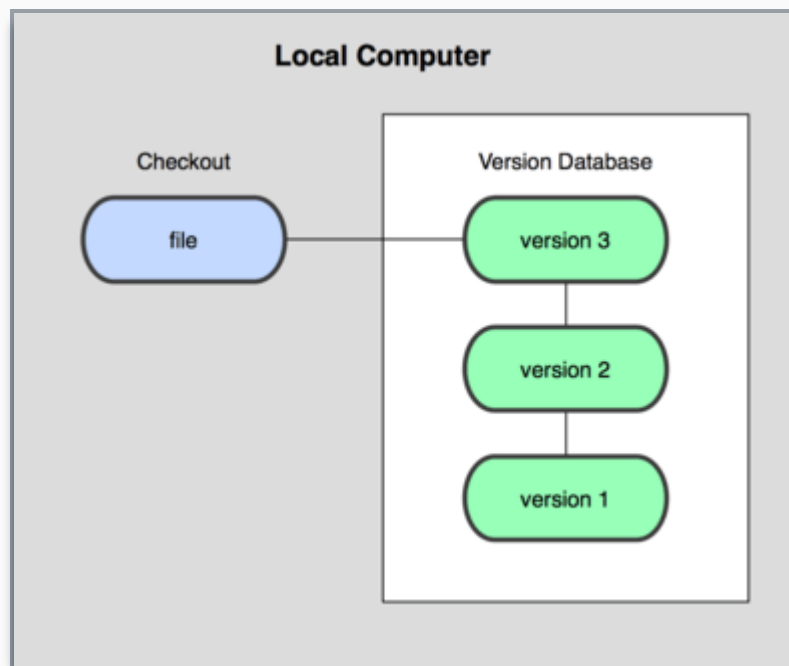 Local Computer
Checkout
Version Database
file
version 3
version 2
version 1